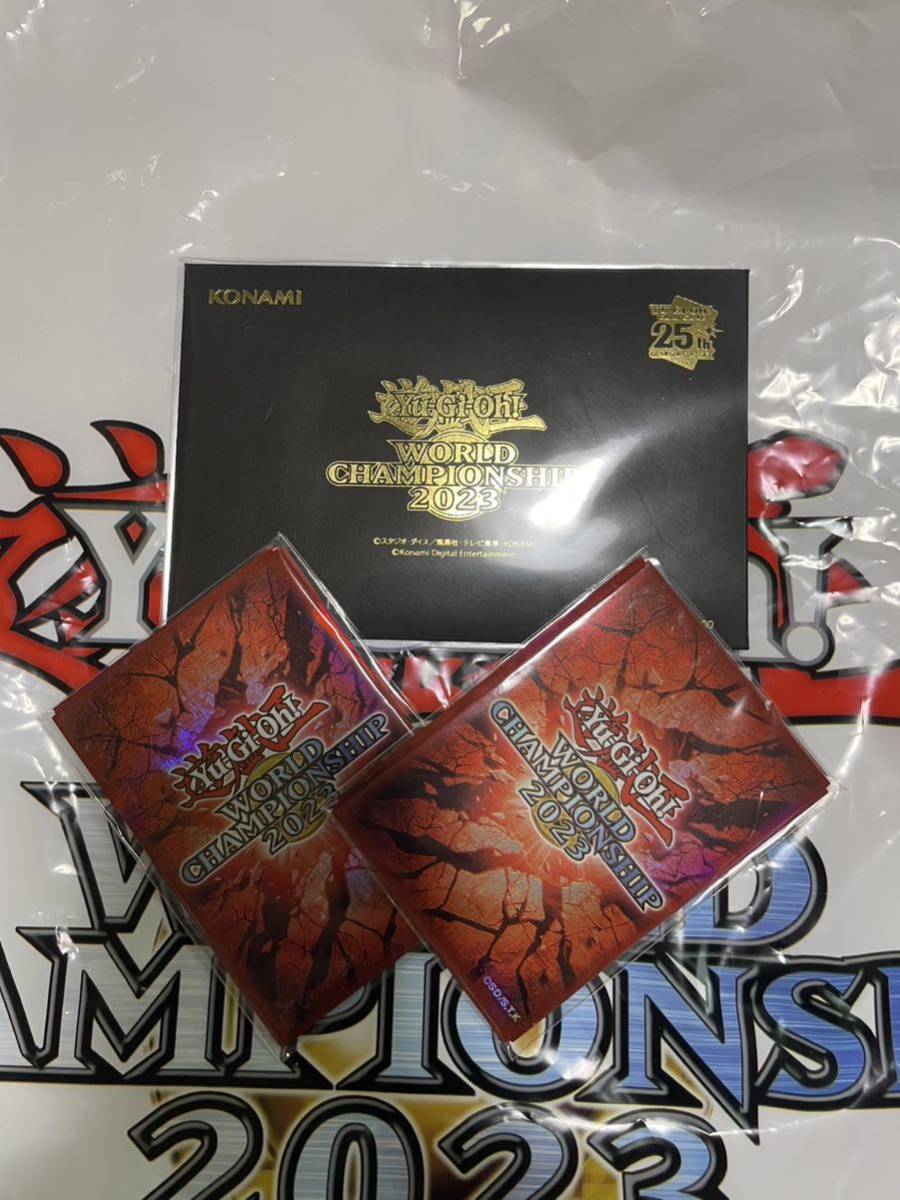 KONAMI
25th
Yu-Gi-Oh!
WORLD
CHAMPIONSHIP
2023
©スタジオ・ダイス／集英社・テレビ東京・KONAMI
©Konami Digital Entertainment
Yu-Gi-Oh!
WORLD
CHAMPIONSHIP
2023
Yu-Gi-Oh!
WORLD
CHAMPIONSHIP
2023
©SD/S,T,K
2023